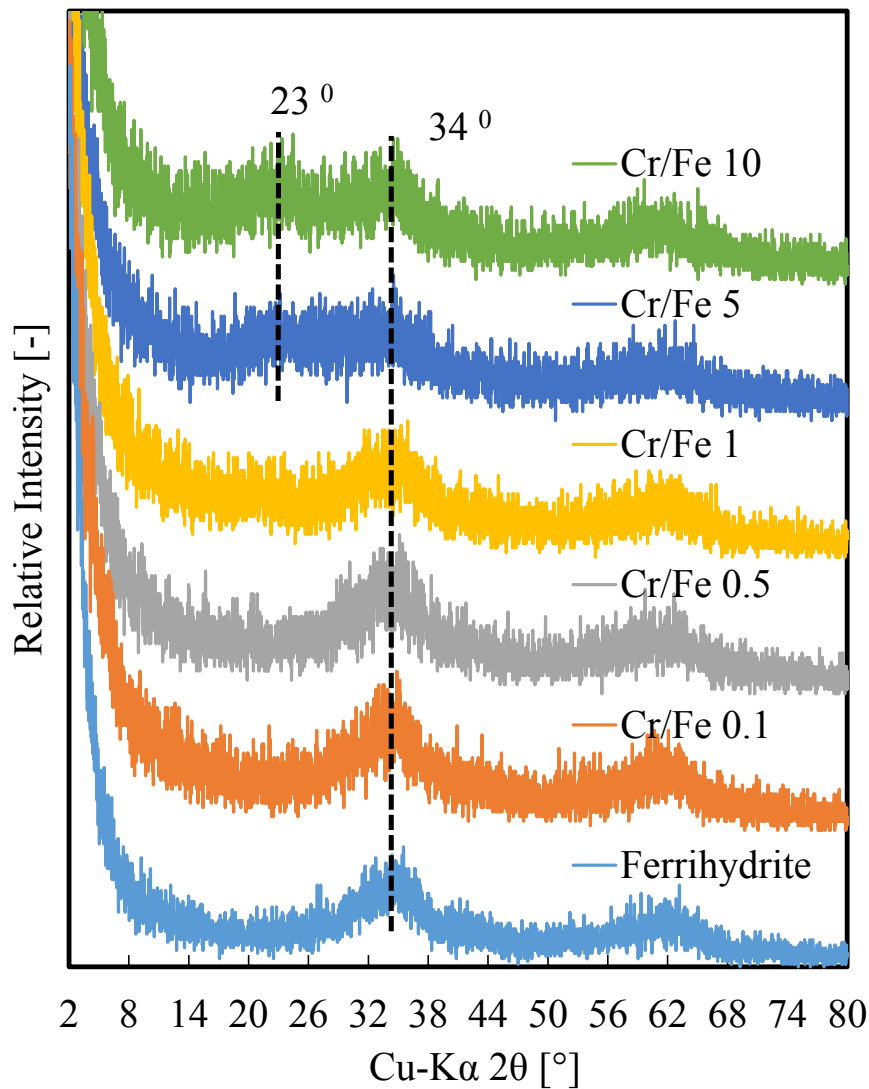 23 ⁰
34 ⁰
Cr/Fe 10
Cr/Fe 5
Cr/Fe 1
Cr/Fe 0.5
Cr/Fe 0.1
Ferrihydrite
Relative Intensity [-]
2 8 14 20 26 32 38 44 50 56 62 68 74 80
Cu-Kα 2θ [°]